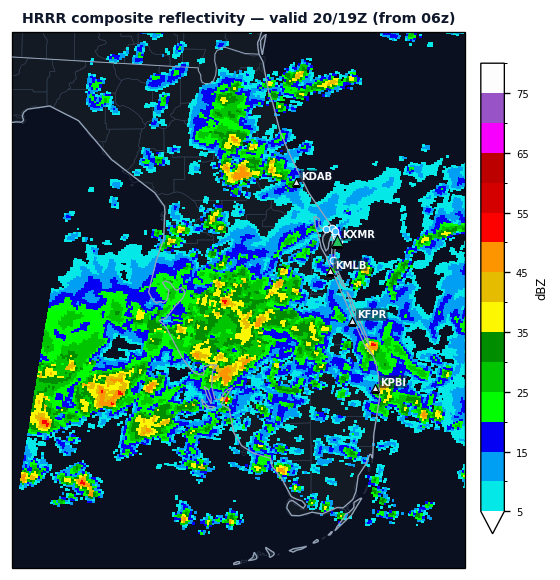 HRRR composite reflectivity — valid 20/19Z (from 06z)
KDAB
KXMR
KMLB
KFPR
KPBI
75
65
55
45
35
25
15
5
dBZ